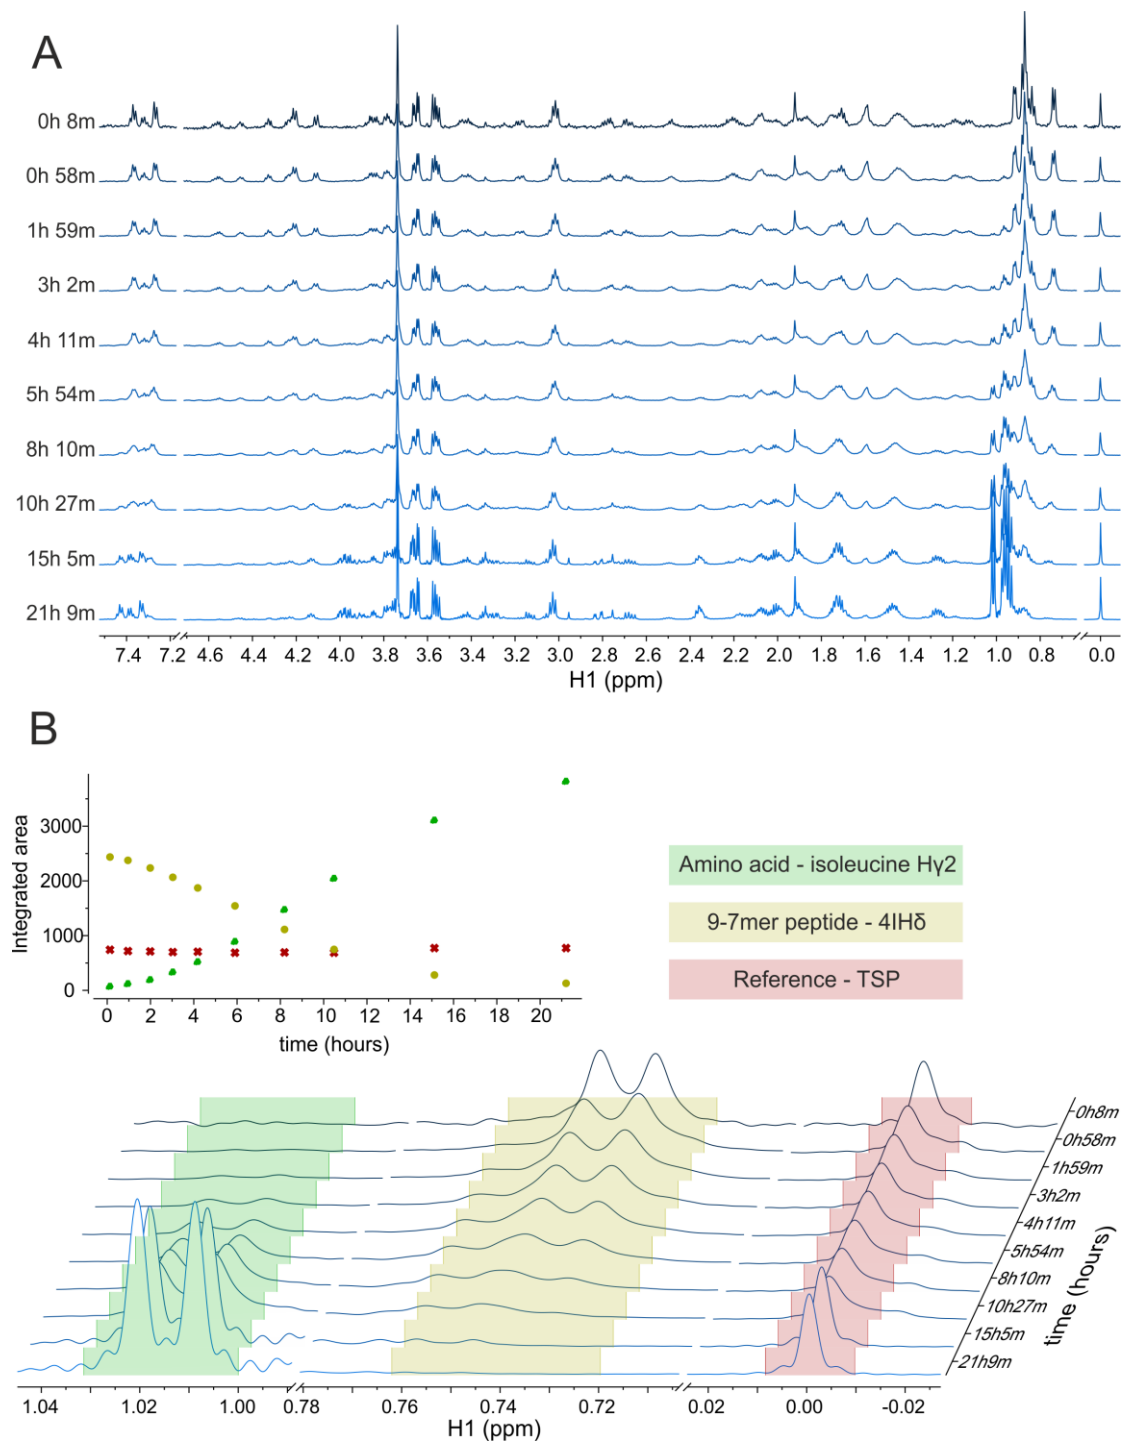 A
0h 8m
0h 58m
1h 59m
3h 2m
4h 11m
5h 54m
8h 10m
10h 27m
15h 5m
21h 9m
7.4 7.2 4.6 4.4 4.2 4.0 3.8 3.6 3.4 3.2 3.0 2.8 2.6 2.4 2.2 2.0 1.8 1.6 1.4 1.2 1.0 0.8 0.0
H1 (ppm)
B
Integrated area
3000
2000
1000
0
0 2 4 6 8 10 12 14 16 18 20
time (hours)
Amino acid - isoleucine Hγ2
9-7mer peptide - 4IHδ
Reference - TSP
0h8m
0h58m
1h59m
3h2m
4h11m
5h54m
8h10m
10h27m
15h5m
21h9m
time (hours)
1.04 1.02 1.00 0.78 0.76 0.74 0.72 0.02 0.00 -0.02
H1 (ppm)